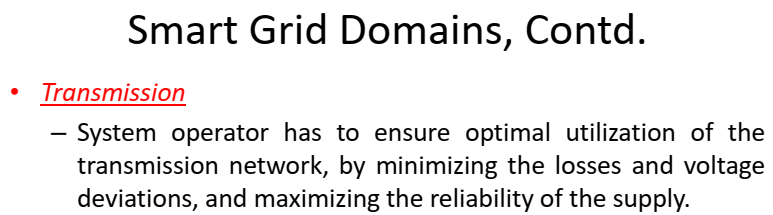 Smart Grid Domains, Contd.
• Transmission
– System operator has to ensure optimal utilization of the
transmission network, by minimizing the losses and voltage
deviations, and maximizing the reliability of the supply.